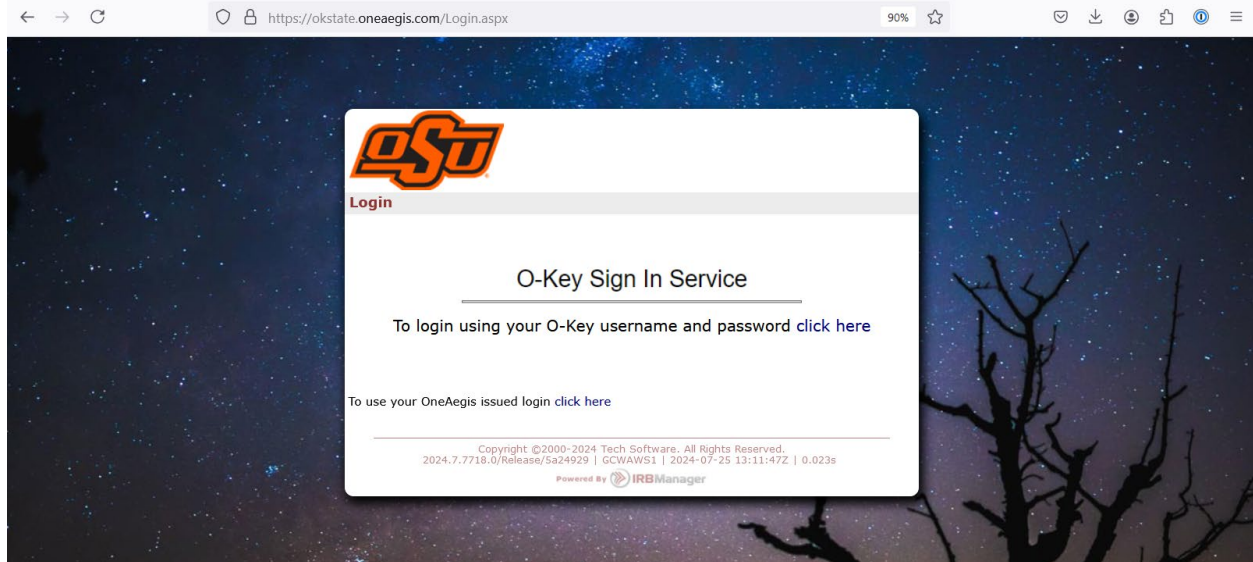 https://okstate.oneaegis.com/Login.aspx 90%
OSU
Login
O-Key Sign In Service
To login using your O-Key username and password click here
To use your OneAegis issued login click here
Copyright ©2000-2024 Tech Software. All Rights Reserved.
2024.7.7718.0/Release/5a24929 | GCWAWS1 | 2024-07-25 13:11:47Z | 0.023s
Powered By IRBManager